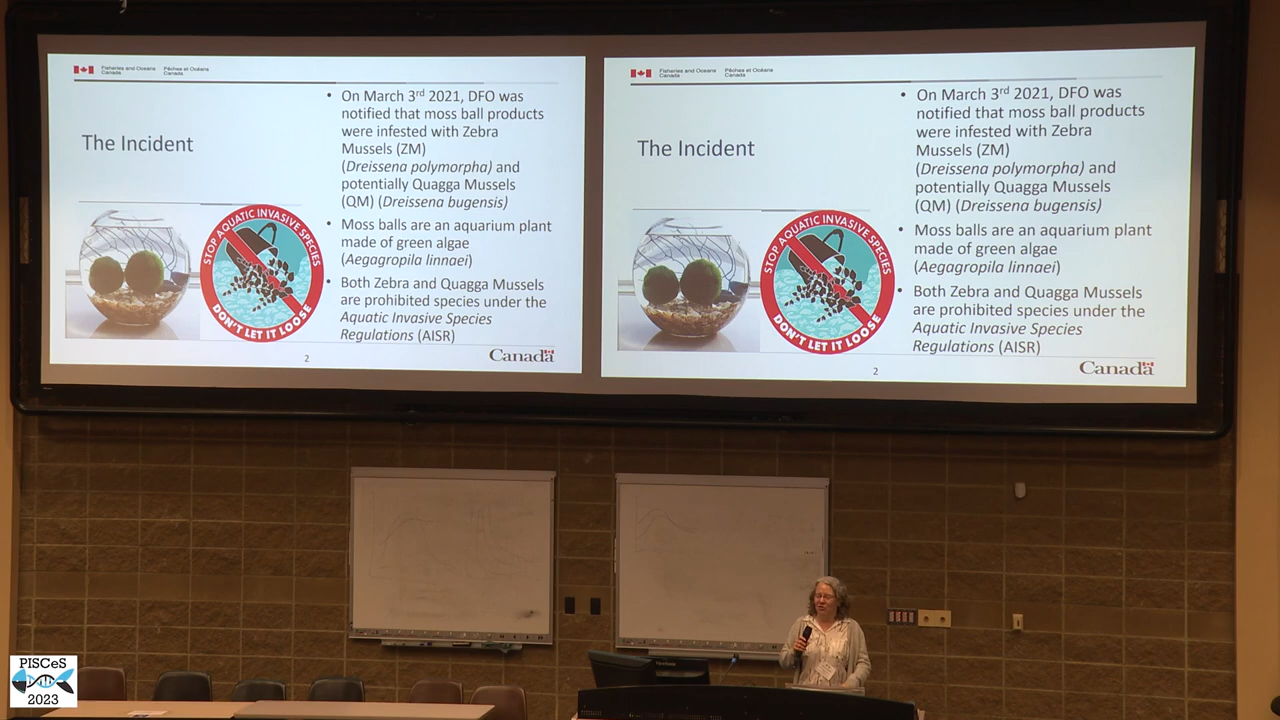 Fisheries and Oceans Pêches et Océans
Canada Canada
The Incident
• On March 3rd 2021, DFO was
notified that moss ball products
were infested with Zebra
Mussels (ZM)
(Dreissena polymorpha) and
potentially Quagga Mussels
(QM) (Dreissena bugensis)
• Moss balls are an aquarium plant
made of green algae
(Aegagropila linnaei)
• Both Zebra and Quagga Mussels
are prohibited species under the
Aquatic Invasive Species
Regulations (AISR)
STOP AQUATIC INVASIVE SPECIES
DON'T LET IT LOOSE
2
Canada
Fisheries and Oceans Pêches et Océans
Canada Canada
The Incident
• On March 3rd 2021, DFO was
notified that moss ball products
were infested with Zebra
Mussels (ZM)
(Dreissena polymorpha) and
potentially Quagga Mussels
(QM) (Dreissena bugensis)
• Moss balls are an aquarium plant
made of green algae
(Aegagropila linnaei)
• Both Zebra and Quagga Mussels
are prohibited species under the
Aquatic Invasive Species
Regulations (AISR)
STOP AQUATIC INVASIVE SPECIES
DON'T LET IT LOOSE
2
Canada
PISCeS
2023